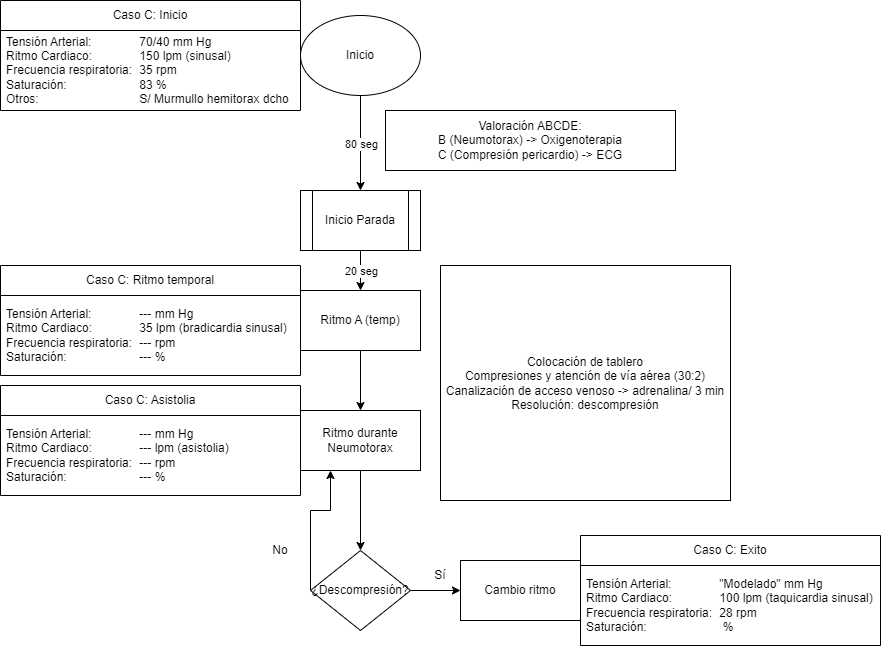 Caso C: Inicio
Tensión Arterial: 70/40 mm Hg
Ritmo Cardiaco: 150 lpm (sinusal)
Frecuencia respiratoria: 35 rpm
Saturación: 83 %
Otros: S/ Murmullo hemitorax dcho
Inicio
80 seg
Valoración ABCDE:
B (Neumotorax) -> Oxigenoterapia
C (Compresión pericardio) -> ECG
Inicio Parada
20 seg
Caso C: Ritmo temporal
Tensión Arterial: --- mm Hg
Ritmo Cardiaco: 35 lpm (bradicardia sinusal)
Frecuencia respiratoria: --- rpm
Saturación: --- %
Ritmo A (temp)
Colocación de tablero
Compresiones y atención de vía aérea (30:2)
Canalización de acceso venoso -> adrenalina/ 3 min
Resolución: descompresión
Caso C: Asistolia
Tensión Arterial: --- mm Hg
Ritmo Cardiaco: --- lpm (asistolia)
Frecuencia respiratoria: --- rpm
Saturación: --- %
Ritmo durante
Neumotorax
No
¿Descompresión?
Sí
Cambio ritmo
Caso C: Exito
Tensión Arterial: "Modelado" mm Hg
Ritmo Cardiaco: 100 lpm (taquicardia sinusal)
Frecuencia respiratoria: 28 rpm
Saturación: %